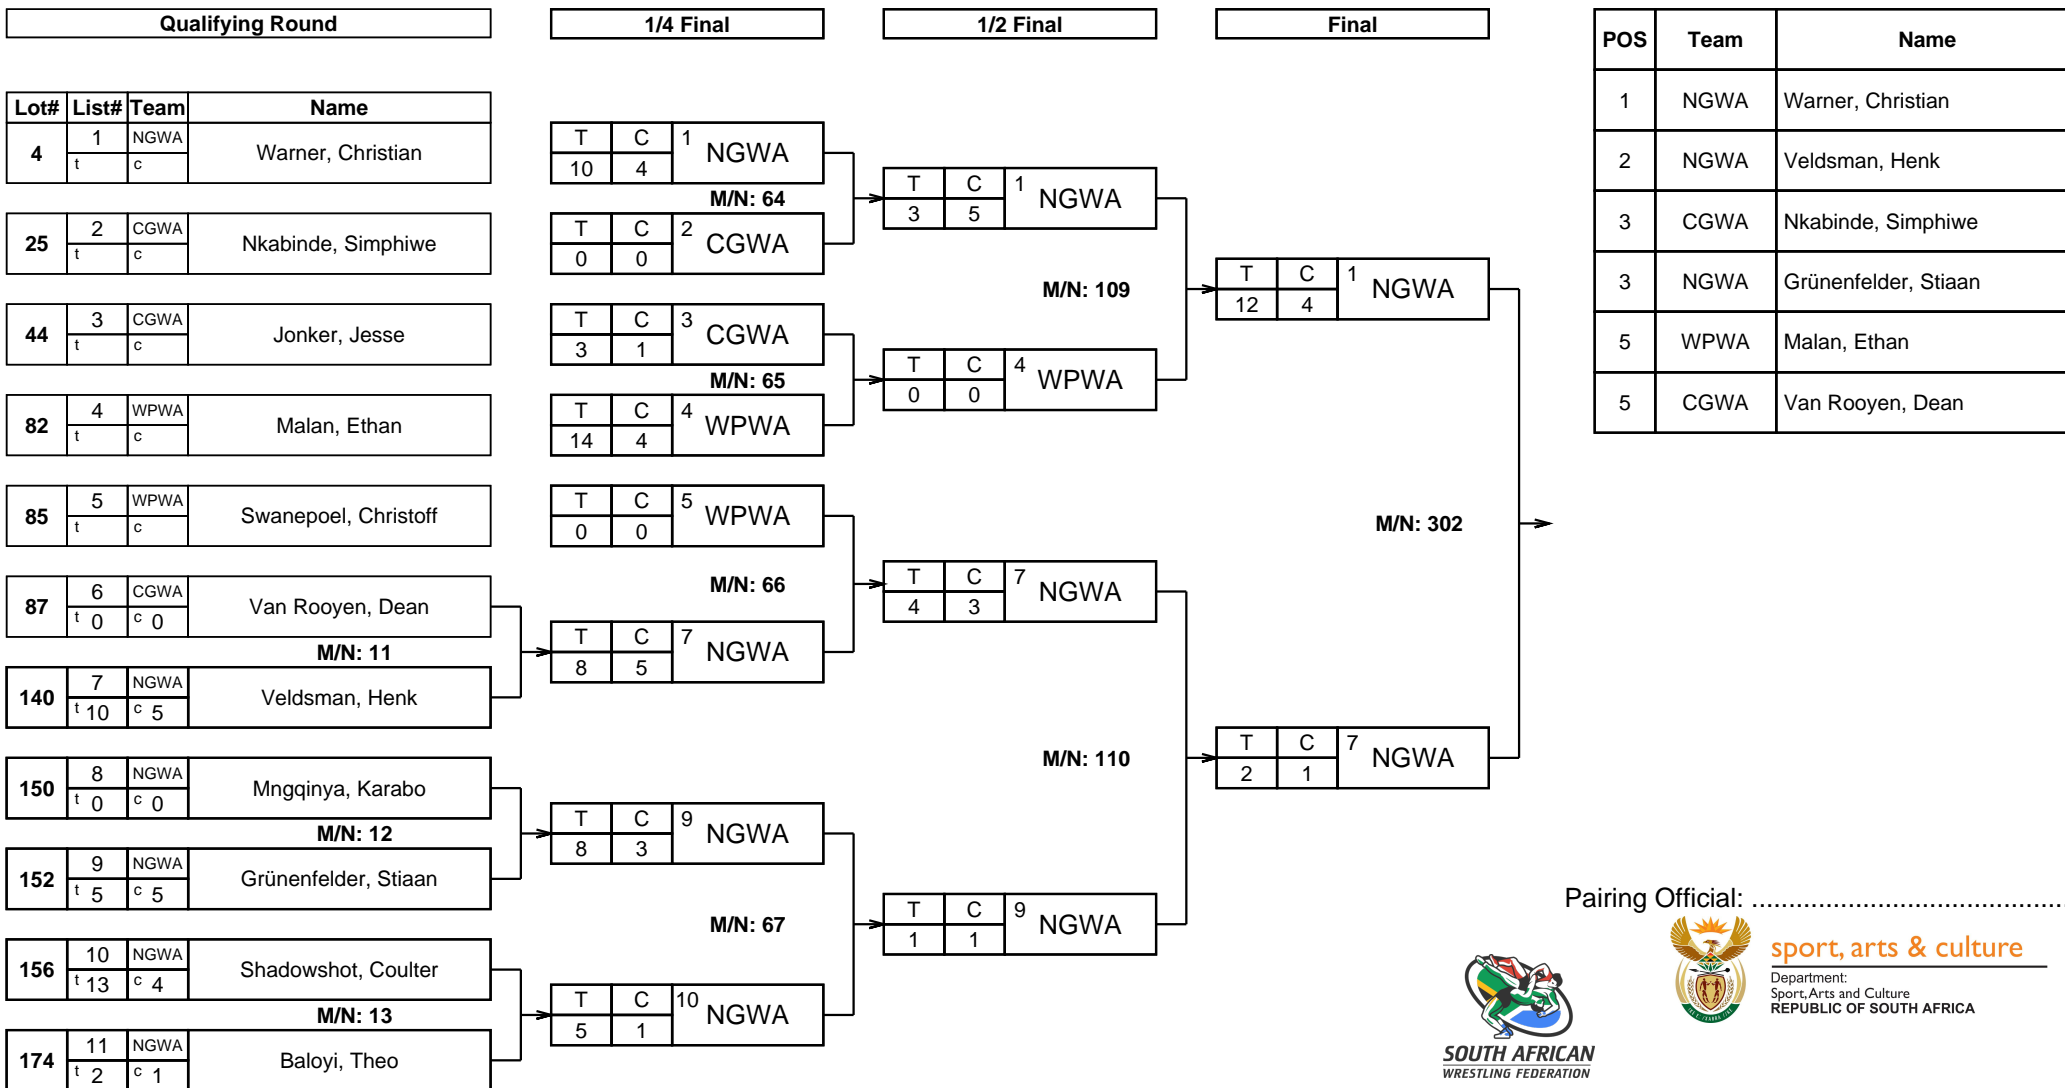 Qualifying Round
1/4 Final
1/2 Final
Final
POS Team Name
1 NGWA Warner, Christian
2 NGWA Veldsman, Henk
3 CGWA Nkabinde, Simphiwe
3 NGWA Grünenfelder, Stiaan
5 WPWA Malan, Ethan
5 CGWA Van Rooyen, Dean
Lot# List# Team Name
4 1 NGWA Warner, Christian
t c
25 2 CGWA Nkabinde, Simphiwe
t c
44 3 CGWA Jonker, Jesse
t c
82 4 WPWA Malan, Ethan
t c
85 5 WPWA Swanepoel, Christoff
t c
87 6 CGWA Van Rooyen, Dean
t 0 c 0
M/N: 11
140 7 NGWA Veldsman, Henk
t 10 c 5
150 8 NGWA Mngqinya, Karabo
t 0 c 0
M/N: 12
152 9 NGWA Grünenfelder, Stiaan
t 5 c 5
156 10 NGWA Shadowshot, Coulter
t 13 c 4
M/N: 13
174 11 NGWA Baloyi, Theo
t 2 c 1
T C 1 NGWA
10 4
M/N: 64
T C 2 CGWA
0 0
T C 3 CGWA
3 1
M/N: 65
T C 4 WPWA
14 4
T C 5 WPWA
0 0
M/N: 66
T C 7 NGWA
8 5
T C 9 NGWA
8 3
M/N: 67
T C 10 NGWA
5 1
T C 1 NGWA
3 5
M/N: 109
T C 4 WPWA
0 0
T C 7 NGWA
4 3
M/N: 110
T C 9 NGWA
1 1
T C 1 NGWA
12 4
M/N: 302
T C 7 NGWA
2 1
Pairing Official: ........................................
SOUTH AFRICAN
WRESTLING FEDERATION
sport, arts & culture
Department:
Sport, Arts and Culture
REPUBLIC OF SOUTH AFRICA